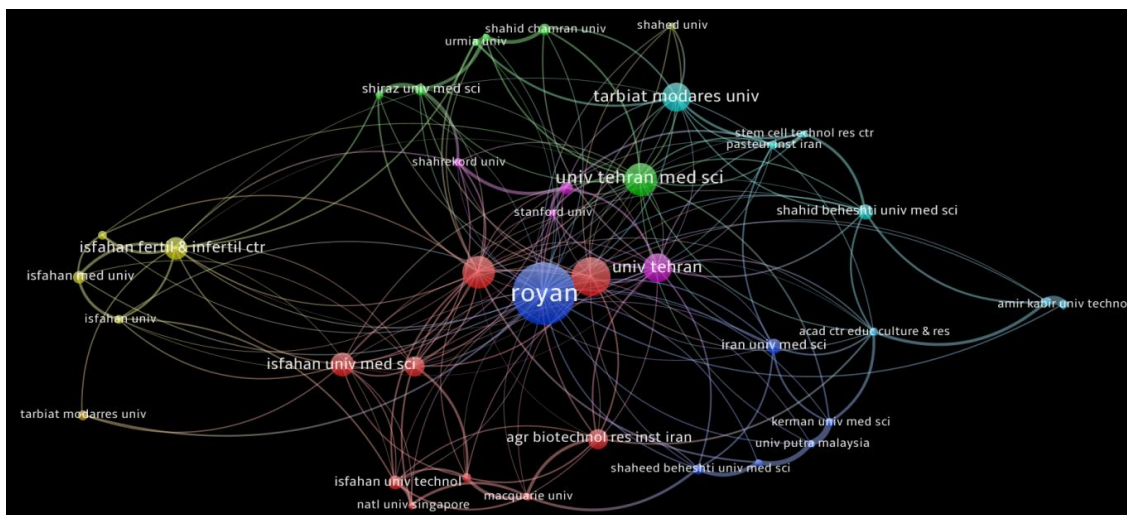 shahid chamran univ
shahed univ
urmia univ
shiraz univ med sci
tarbiat modares univ
stem cell technol res ctr
pasteur inst iran
shahrekord univ
univ tehran med sci
stanford univ
shahid beheshti univ med sci
isfahan fertil & infertil ctr
isfahan med univ
univ tehran
royan
amir kabir univ techno
isfahan univ
acad ctr educ culture & res
iran univ med sci
isfahan univ med sci
tarbiat modarres univ
kerman univ med sci
agr biotechnol res inst iran
univ putra malaysia
shaheed beheshti univ med sci
isfahan univ technol
macquarie univ
natl univ singapore